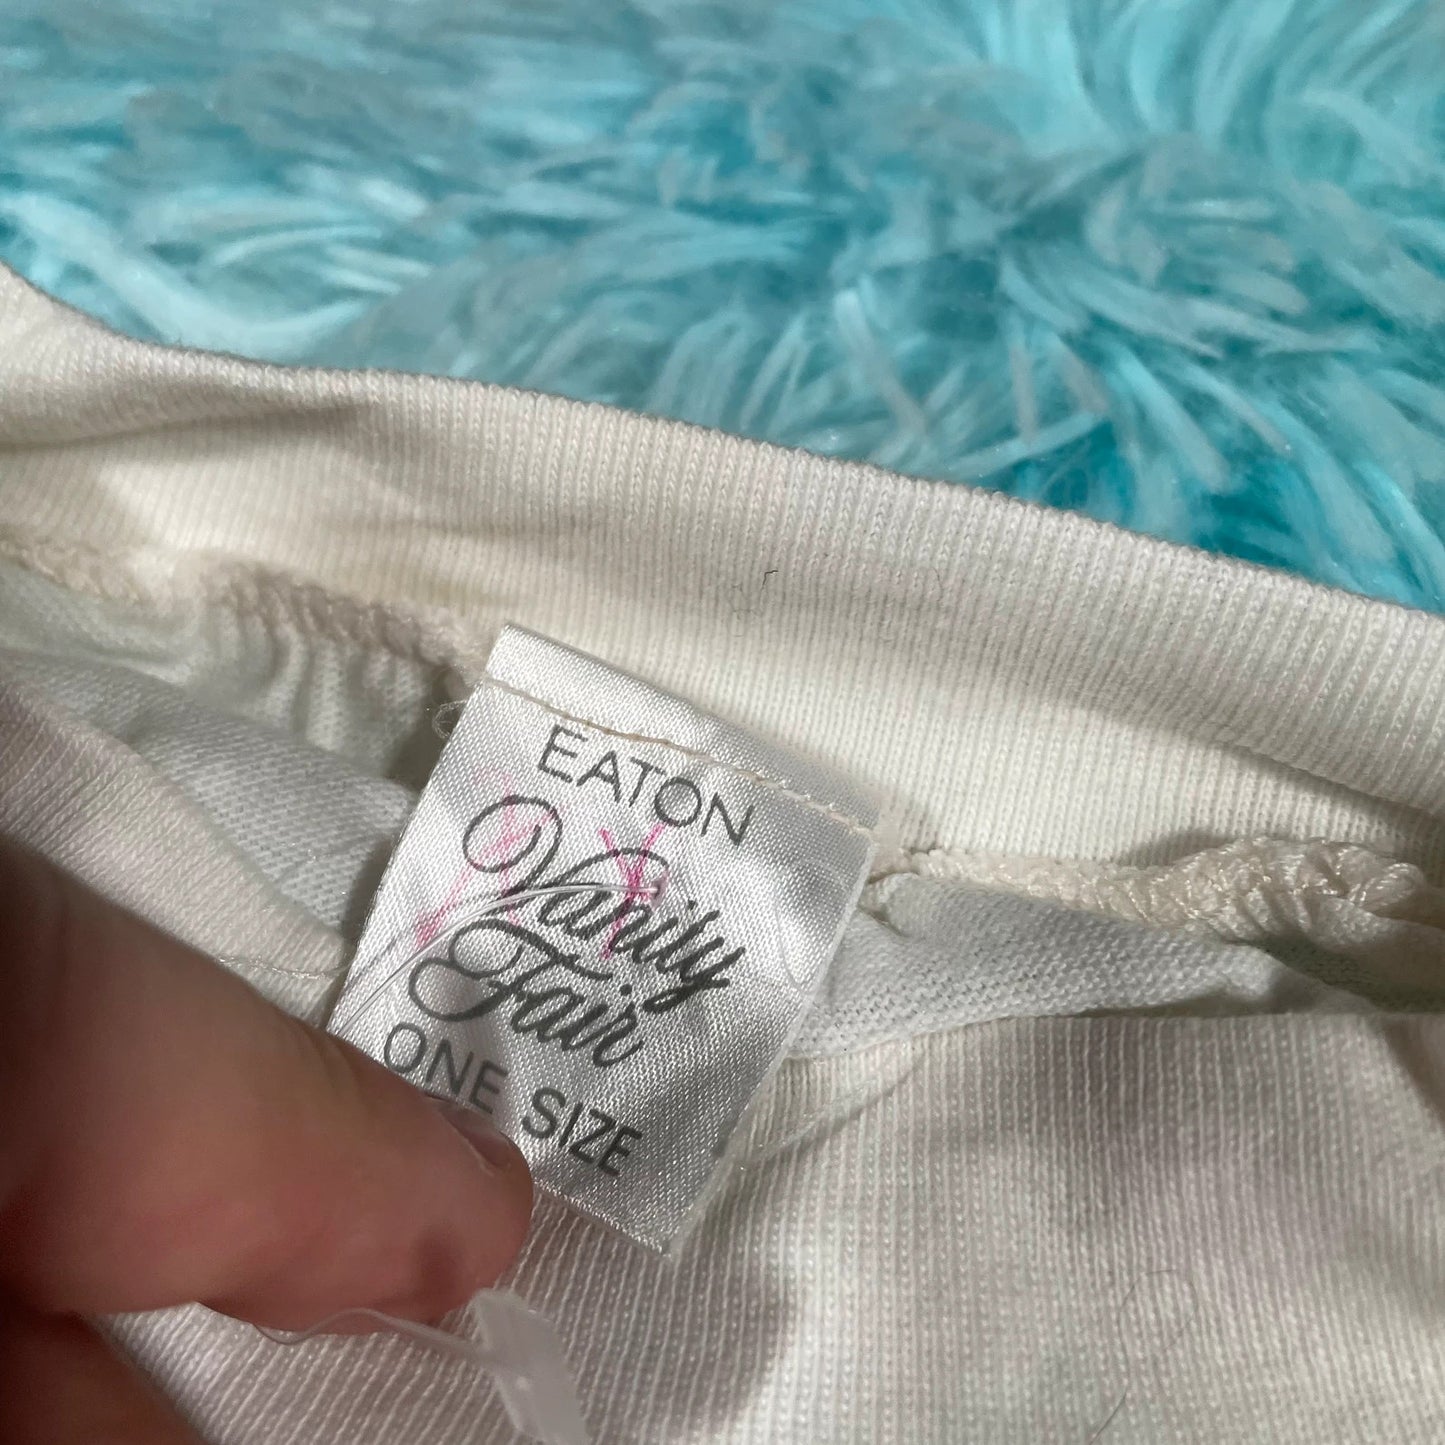 EATON
Vanity
Fair
ONE SIZE